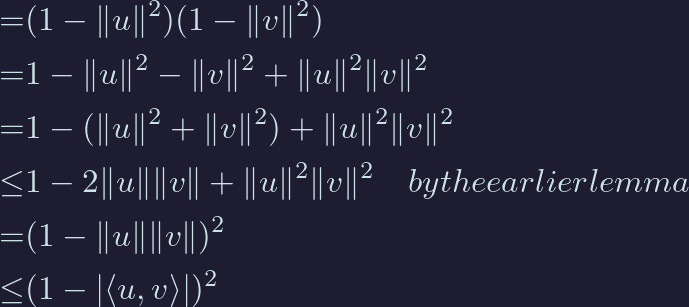 =(1 − ‖u‖²)(1 − ‖v‖²)
=1 − ‖u‖² − ‖v‖² + ‖u‖²‖v‖²
=1 − (‖u‖² + ‖v‖²) + ‖u‖²‖v‖²
≤1 − 2‖u‖‖v‖ + ‖u‖²‖v‖² bytheearlierlemma
=(1 − ‖u‖‖v‖)²
≤(1 − |⟨u, v⟩|)²